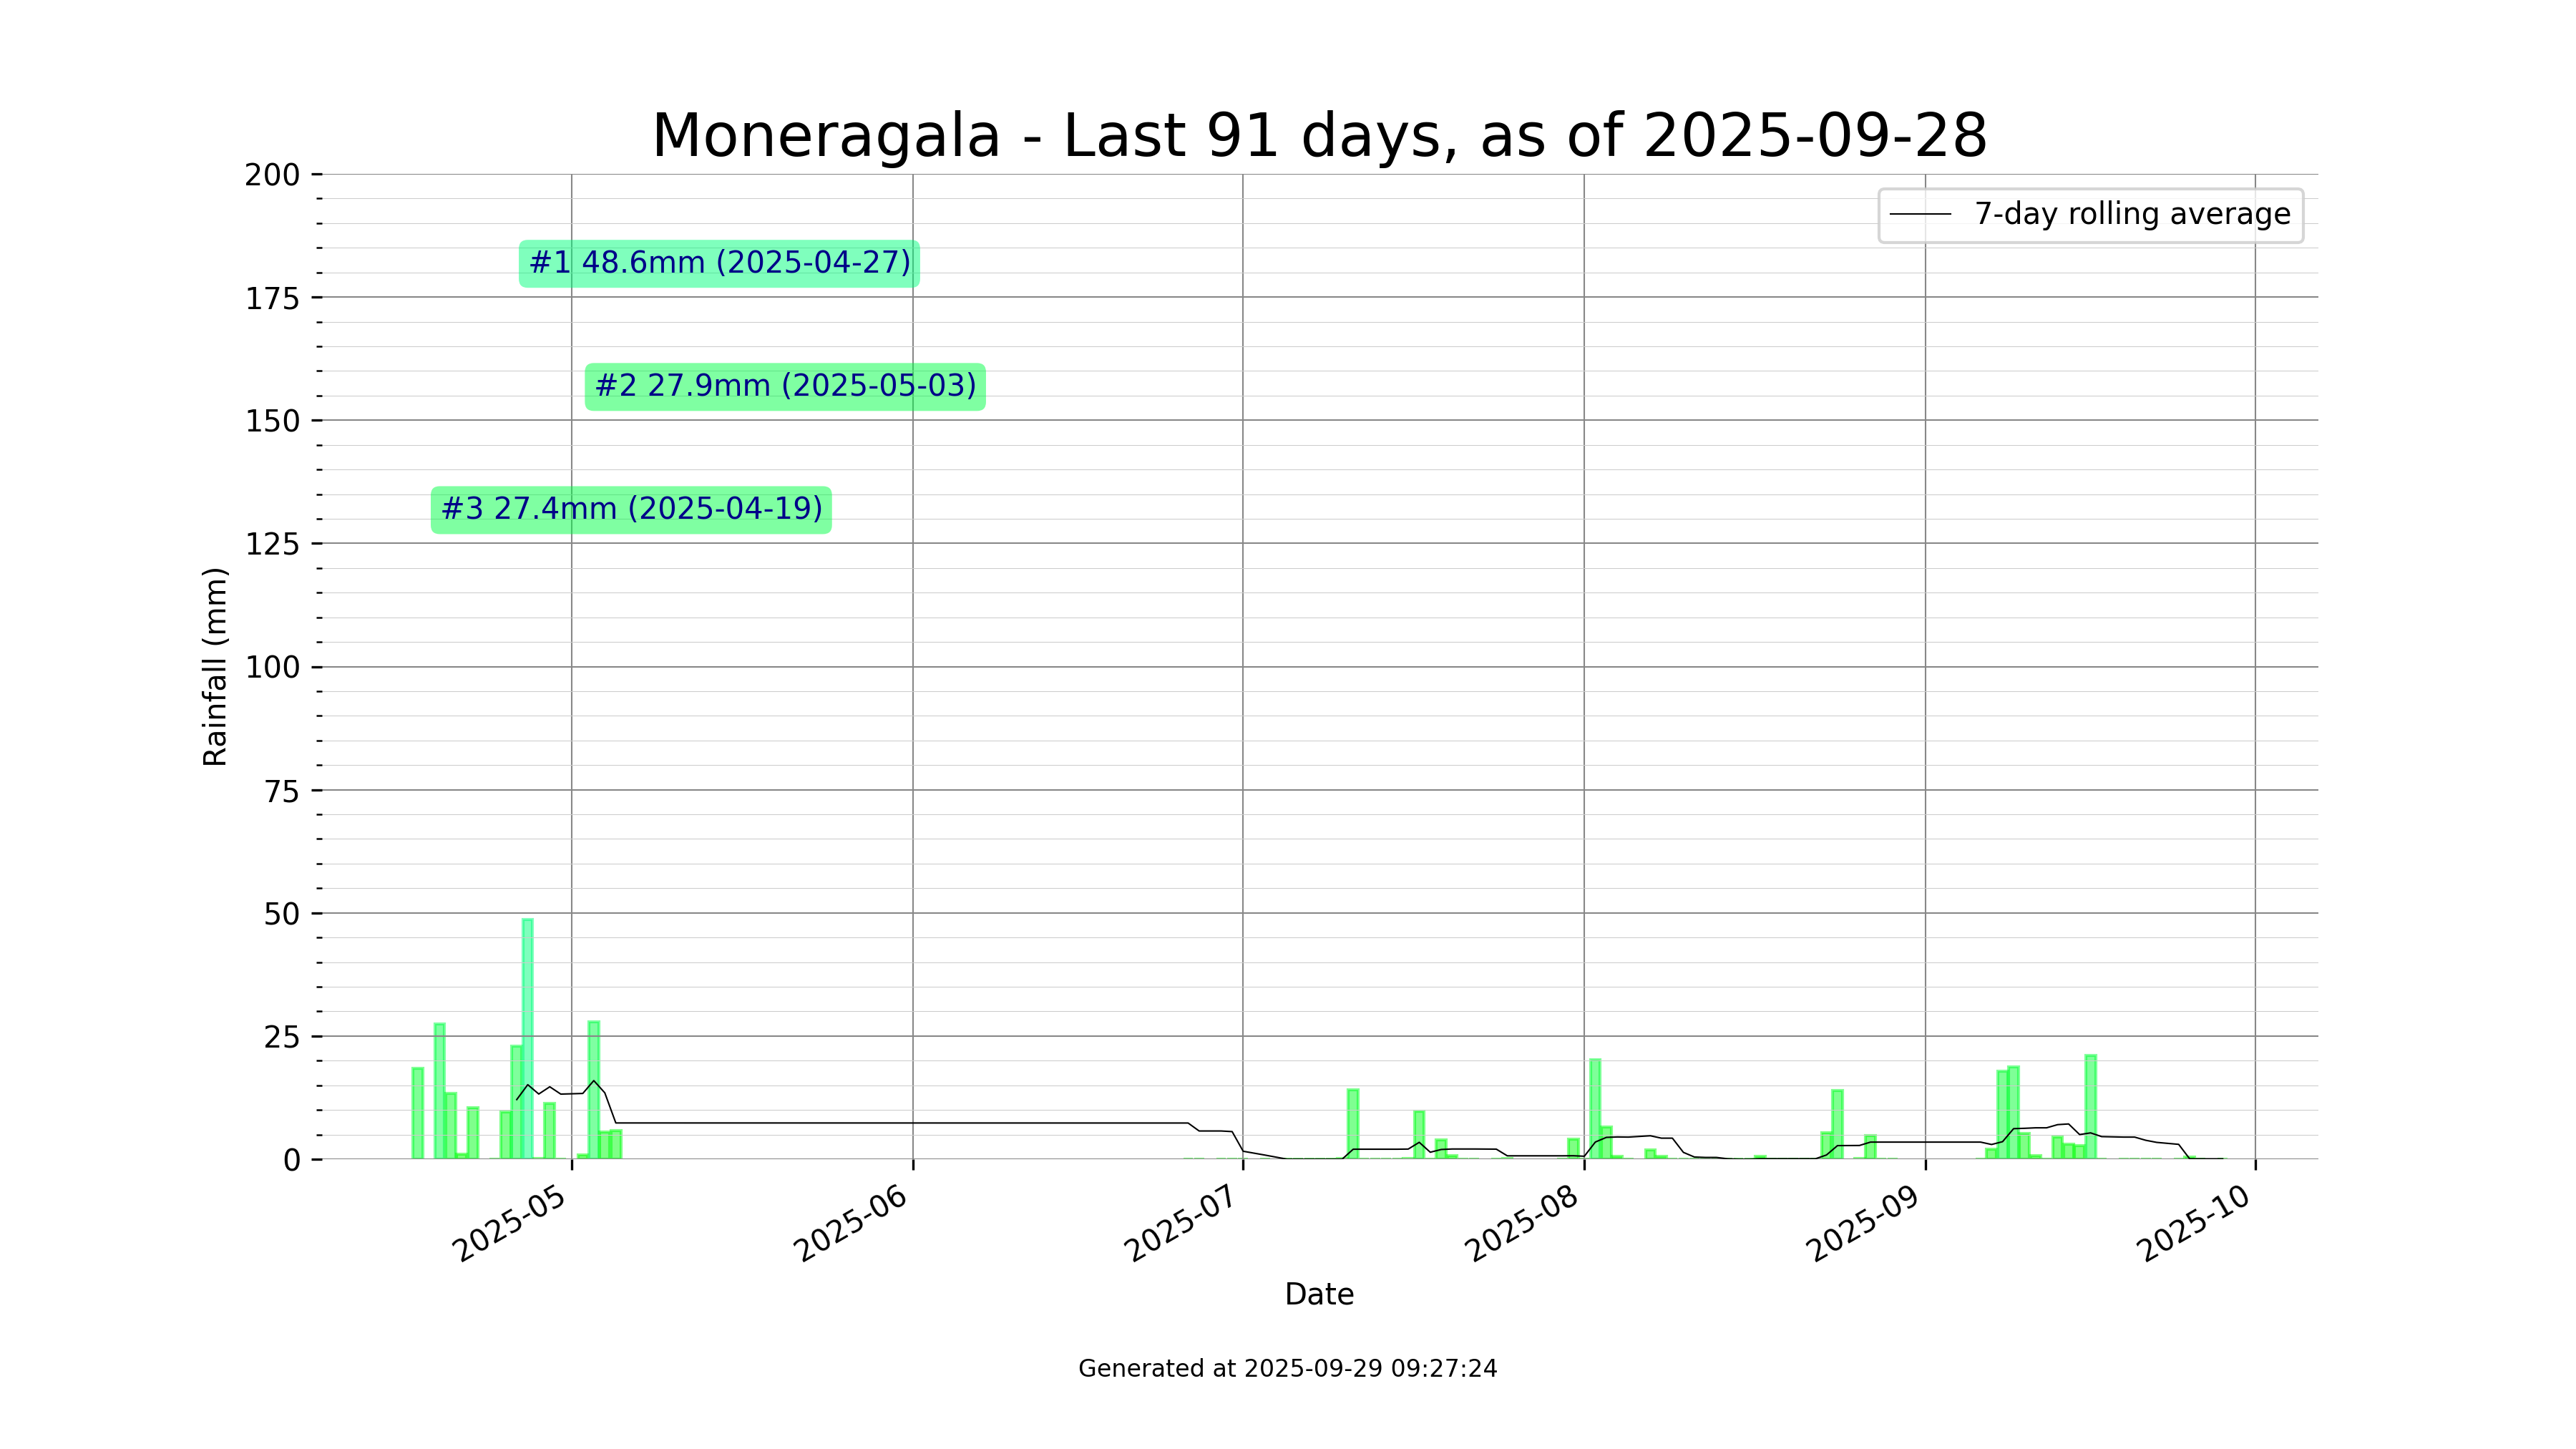 Moneragala - Last 91 days, as of 2025-09-28
200
175
150
125
100
75
50
25
0
Rainfall (mm)
7-day rolling average
#1 48.6mm (2025-04-27)
#2 27.9mm (2025-05-03)
#3 27.4mm (2025-04-19)
2025-05
2025-06
2025-07
2025-08
2025-09
2025-10
Date
Generated at 2025-09-29 09:27:24